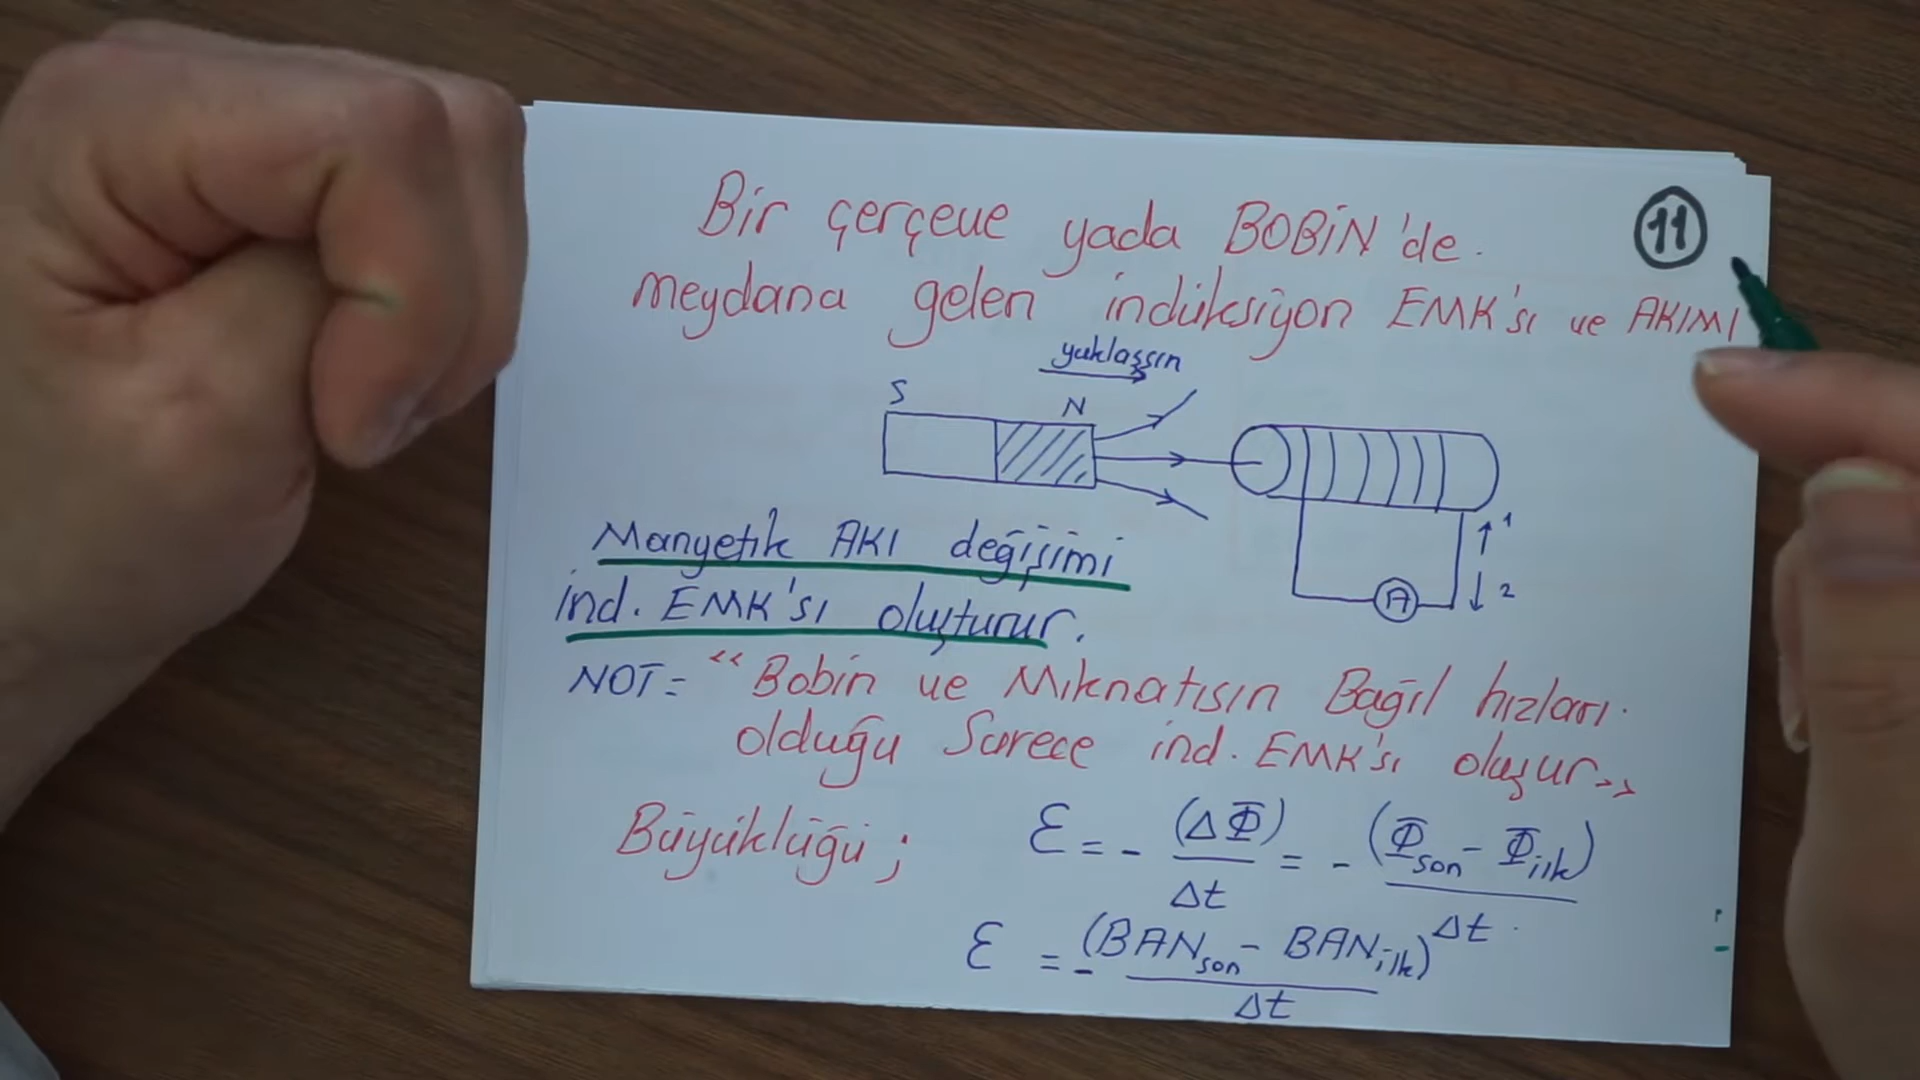 Bir çerçeve yada BOBİN'de.
11
meydana gelen indüksiyon EMK'sı ve AKIMI
yaklaşsın
S
N
1
2
A
Manyetik AKI değişimi
ind. EMK'sı oluşturur.
NOT= "Bobin ve Mıknatısın Bağıl hızları
olduğu Sürece ind. EMK'sı oluşur"
Büyüklüğü; Ɛ = - (ΔΦ)/Δt = - (Φson - Φilk)/Δt
Ɛ = - (BANson - BANilk)/Δt